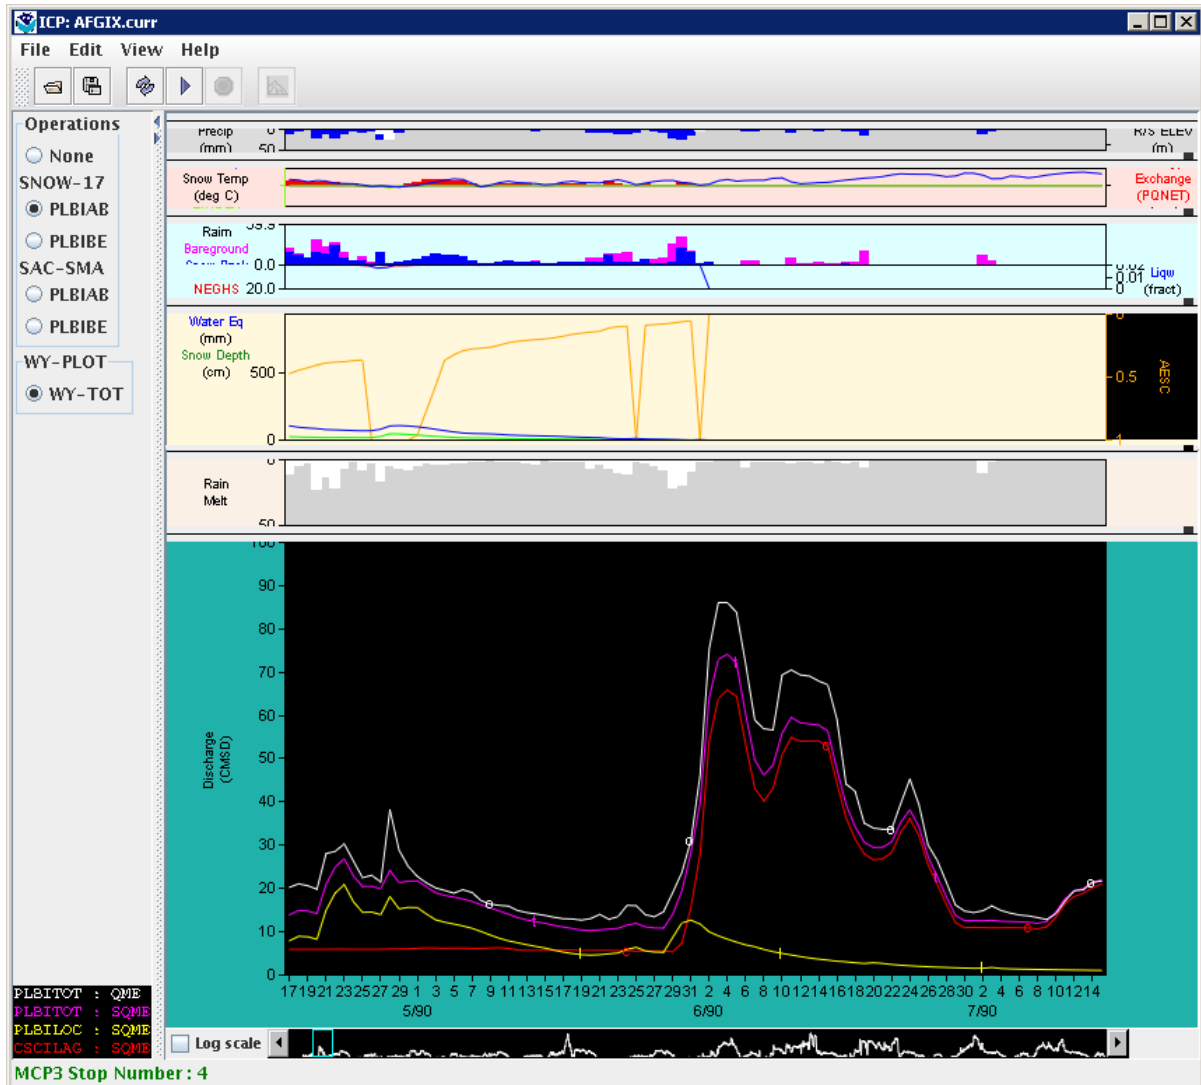 ICP: AFGIX.curr
File Edit View Help
Operations
None
SNOW-17
PLBIAB
PLBIBE
SAC-SMA
PLBIAB
PLBIBE
WY-PLOT
WY-TOT
Precip 0 R/S ELEV
(mm) 50 (m)
Snow Temp Exchange
(deg C) (PQNET)
Raim 59.9
Bareground
0.0 0.02 Liqw
0.01
NEGHS 20.0 0 (fract)
Water Eq 0
(mm)
Snow Depth
(cm) 500 0.5 AESC
0 1
0
Rain
Melt
50
100
90
80
70
60
50
40
30
20
10
0
Discharge
(CMSD)
17 19 21 23 25 27 29 1 3 5 7 9 11 13 15 17 19 21 23 25 27 29 31 2 4 6 8 10 12 14 16 18 20 22 24 26 28 30 2 4 6 8 10 12 14
5/90 6/90 7/90
PLBITOT : QME
PLBITOT : SQME
PLBILOC : SQME
CSCILAG : SQME
Log scale
MCP3 Stop Number : 4